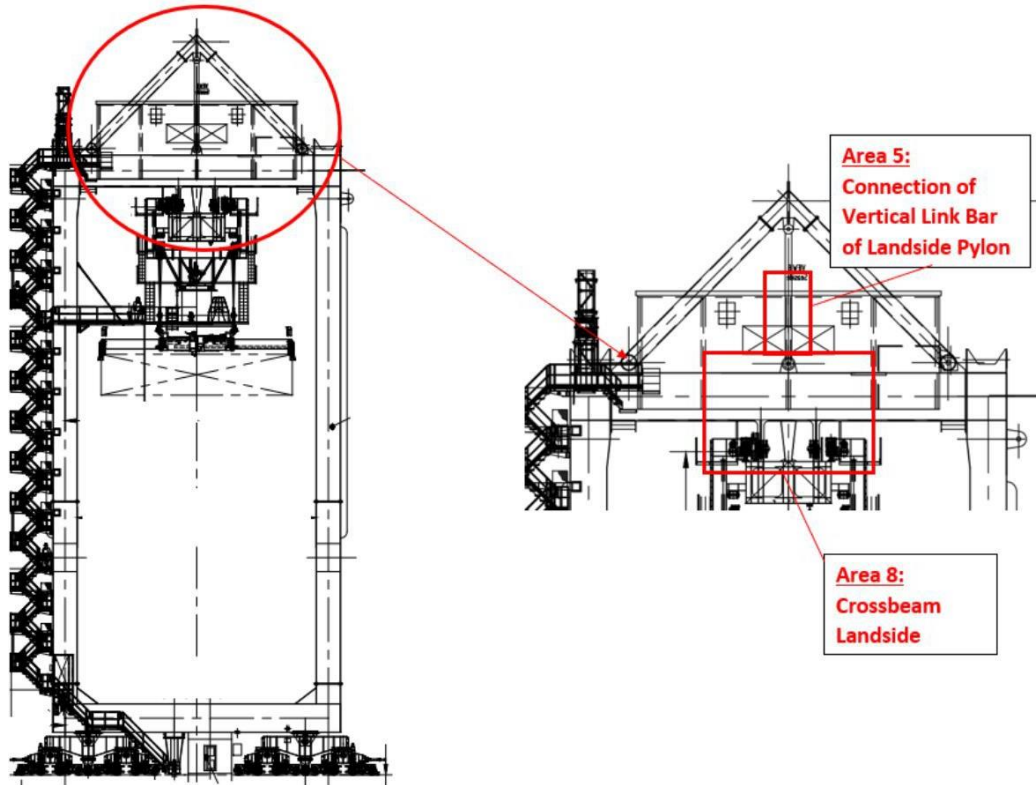 Area 5:
Connection of
Vertical Link Bar
of Landside Pylon
Area 8:
Crossbeam
Landside